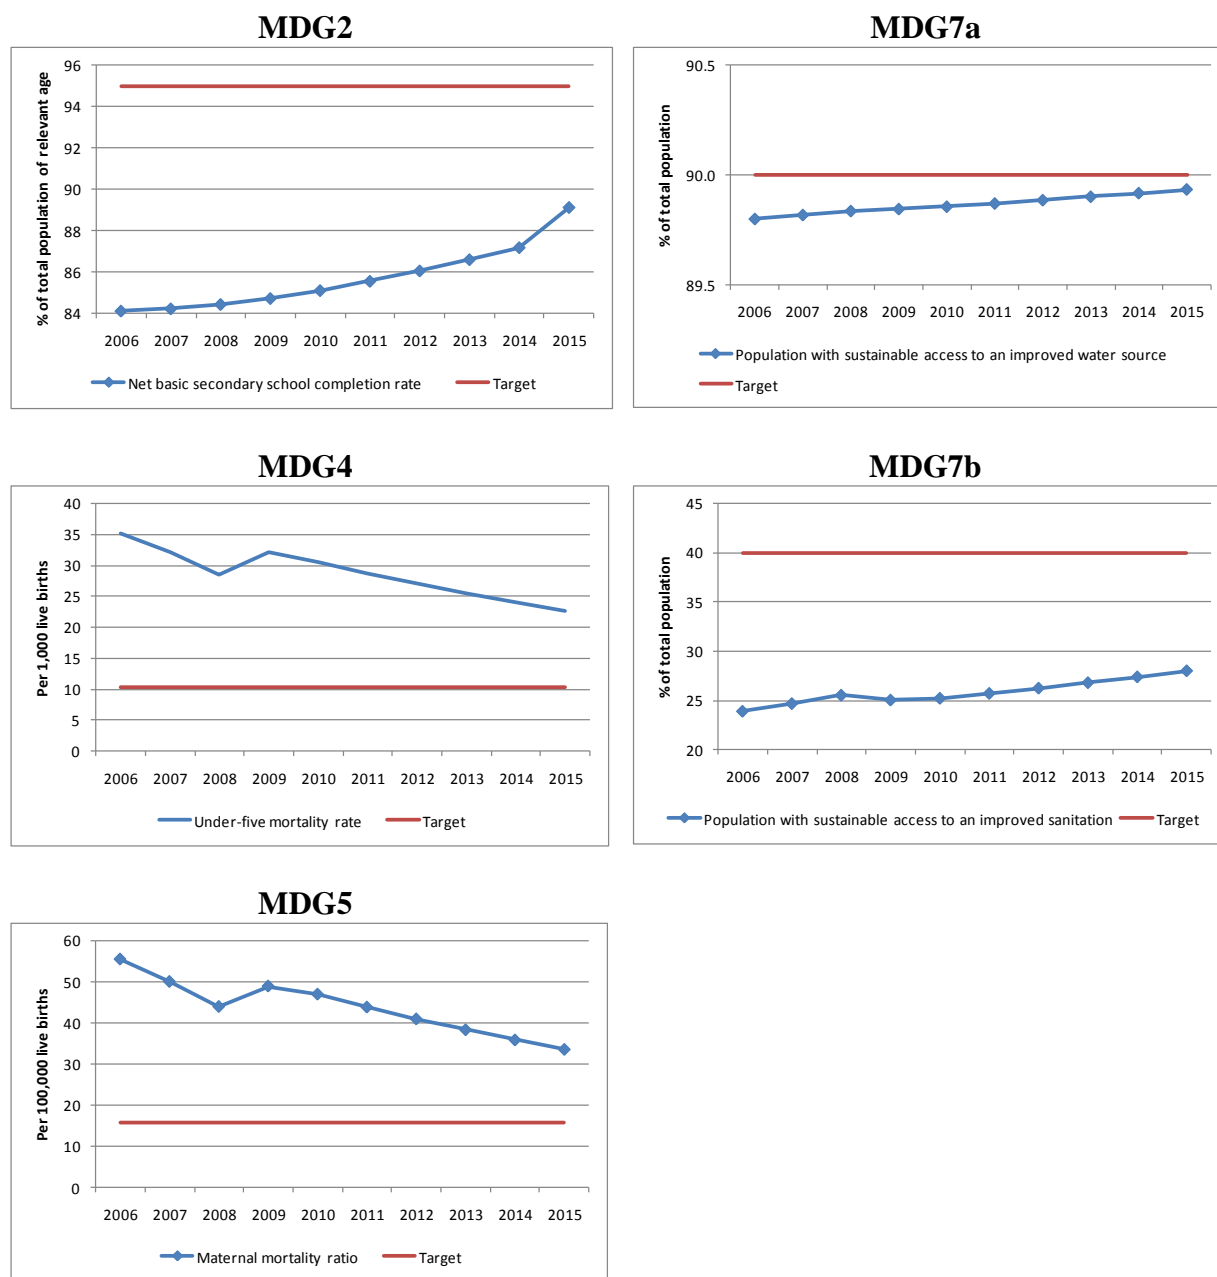 MDG2
% of total population of relevant age
96
94
92
90
88
86
84
2006 2007 2008 2009 2010 2011 2012 2013 2014 2015
Net basic secondary school completion rate Target
MDG7a
% of total population
90.5
90.0
89.5
2006 2007 2008 2009 2010 2011 2012 2013 2014 2015
Population with sustainable access to an improved water source
Target
MDG4
Per 1,000 live births
40
35
30
25
20
15
10
5
0
2006 2007 2008 2009 2010 2011 2012 2013 2014 2015
Under-five mortality rate Target
MDG7b
% of total population
45
40
35
30
25
20
2006 2007 2008 2009 2010 2011 2012 2013 2014 2015
Population with sustainable access to an improved sanitation Target
MDG5
Per 100,000 live births
60
50
40
30
20
10
0
2006 2007 2008 2009 2010 2011 2012 2013 2014 2015
Maternal mortality ratio Target